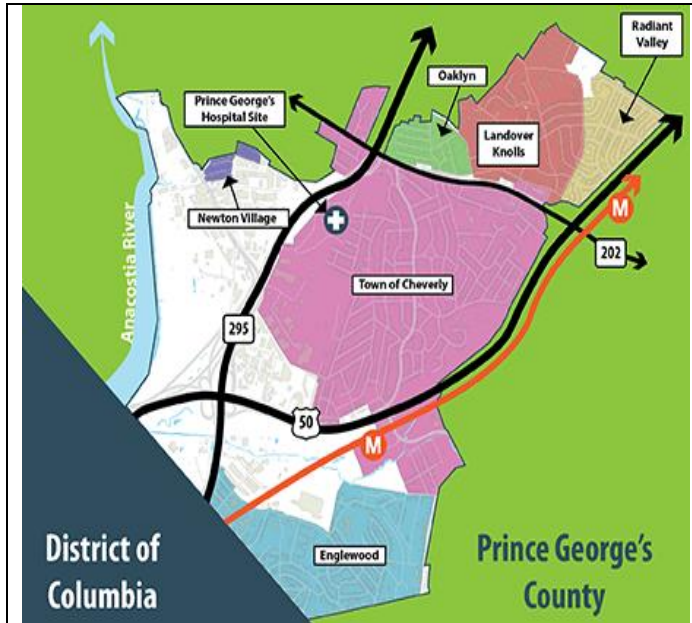 Radiant
Valley
Oaklyn
Prince George's
Hospital Site
Landover
Knolls
Newton Village
M
202
Town of Cheverly
Anacostia River
295
50
M
Englewood
District of
Columbia
Prince George's
County